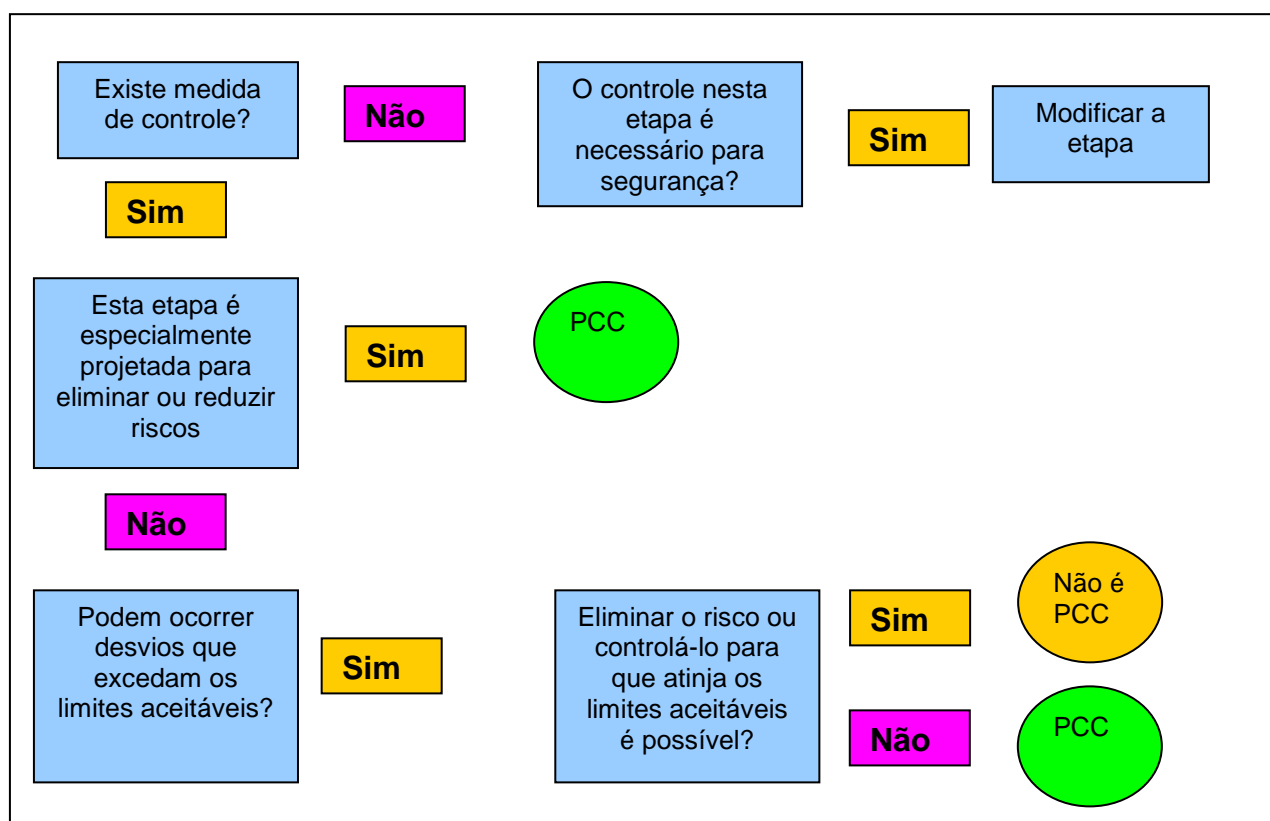 Existe medida
de controle?
Não
O controle nesta
etapa é
necessário para
segurança?
Sim
Modificar a
etapa
Sim
Esta etapa é
especialmente
projetada para
eliminar ou reduzir
riscos
Sim
PCC
Não
Podem ocorrer
desvios que
excedam os
limites aceitáveis?
Sim
Eliminar o risco ou
controlá-lo para
que atinja os
limites aceitáveis
é possível?
Sim
Não é
PCC
Não
PCC